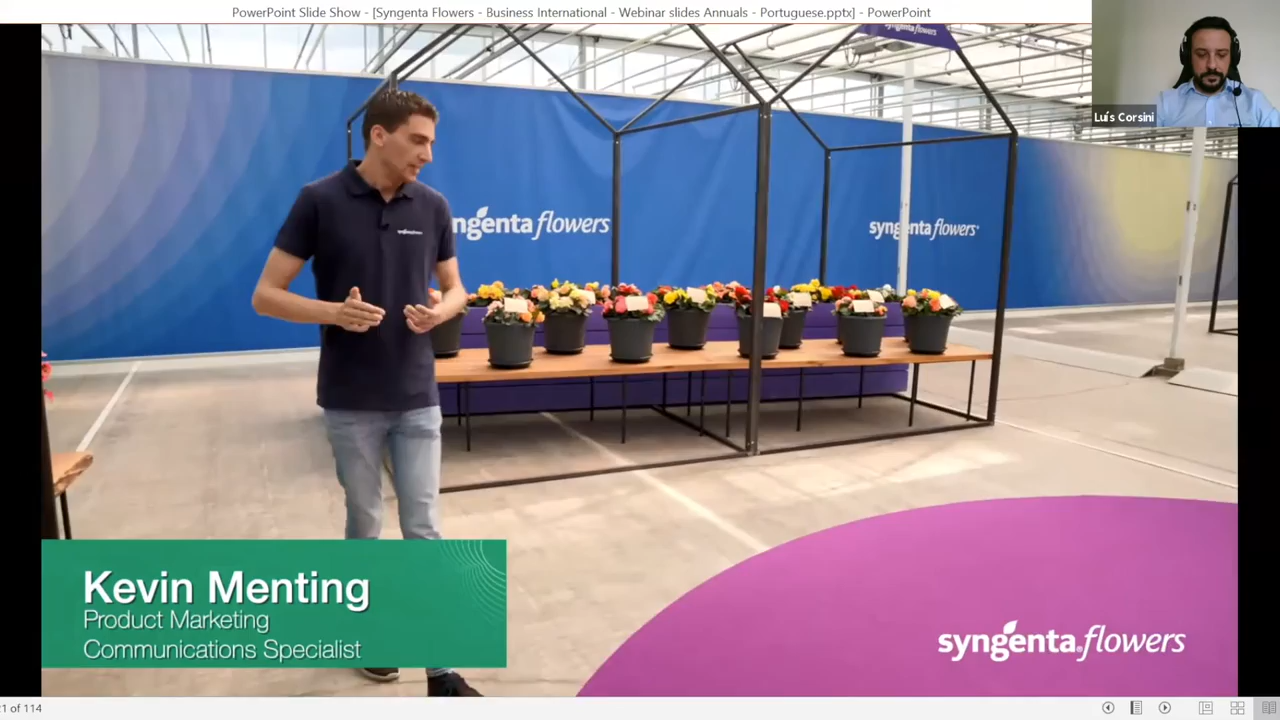 PowerPoint Slide Show - [Syngenta Flowers - Business International - Webinar slides Annuals - Portuguese.pptx] - PowerPoint
syngenta flowers
Luís Corsini
ngenta flowers
syngenta flowers
Kevin Menting
Product Marketing
Communications Specialist
syngenta flowers
1 of 114